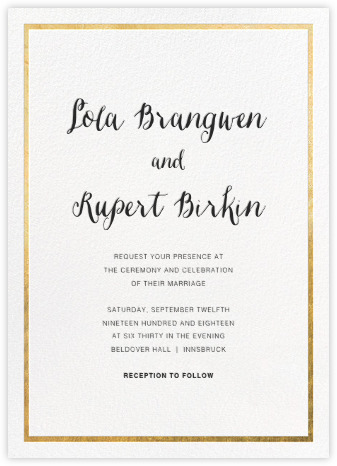 Lola Brangwen
and
Rupert Birkin
REQUEST YOUR PRESENCE AT
THE CEREMONY AND CELEBRATION
OF THEIR MARRIAGE
SATURDAY, SEPTEMBER TWELFTH
NINETEEN HUNDRED AND EIGHTEEN
AT SIX THIRTY IN THE EVENING
BELDOVER HALL | INNSBRUCK
RECEPTION TO FOLLOW